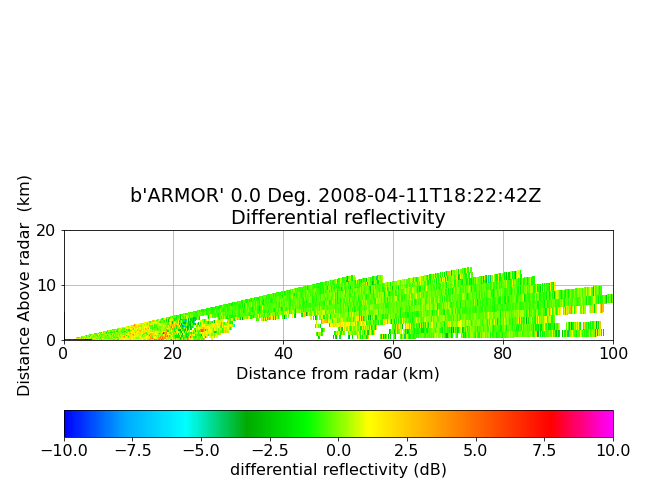 b'ARMOR' 0.0 Deg. 2008-04-11T18:22:42Z
Differential reflectivity
Distance Above radar  (km)
20
10
0
0 20 40 60 80 100
Distance from radar (km)
−10.0 −7.5 −5.0 −2.5 0.0 2.5 5.0 7.5 10.0
differential reflectivity (dB)